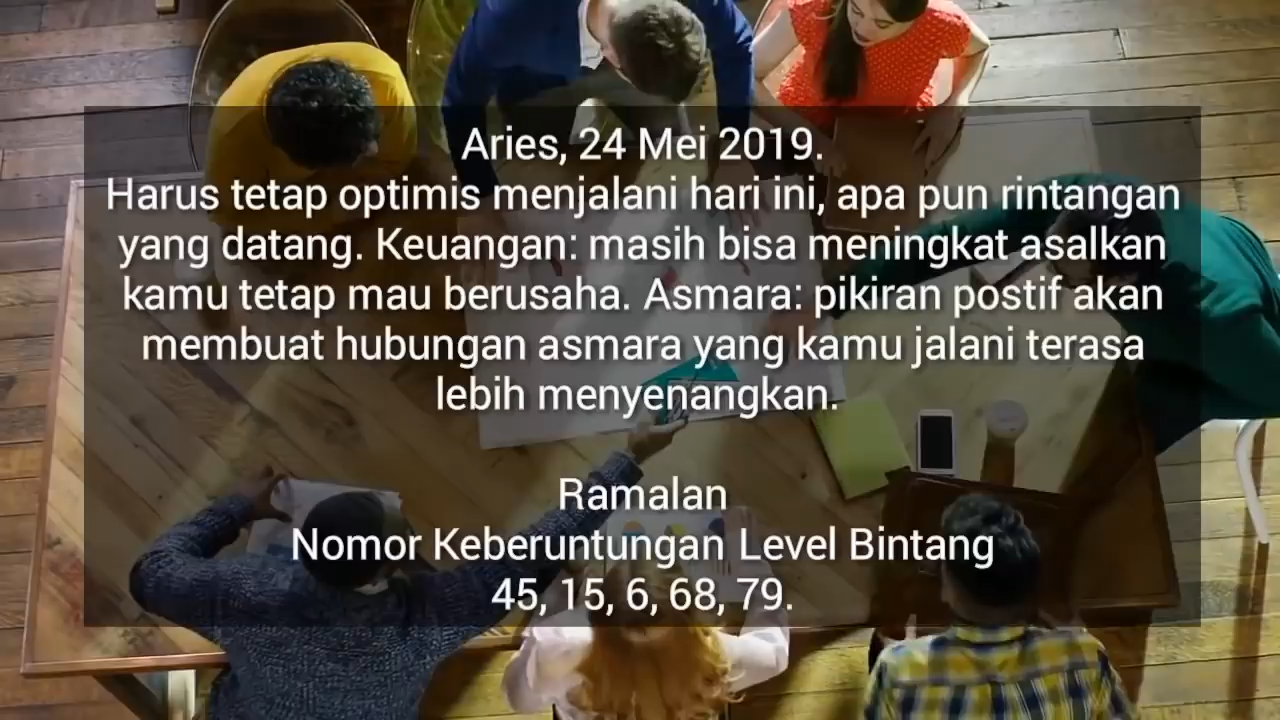 Aries, 24 Mei 2019.
Harus tetap optimis menjalani hari ini, apa pun rintangan
yang datang. Keuangan: masih bisa meningkat asalkan
kamu tetap mau berusaha. Asmara: pikiran postif akan
membuat hubungan asmara yang kamu jalani terasa
lebih menyenangkan.
Ramalan
Nomor Keberuntungan Level Bintang
45, 15, 6, 68, 79.